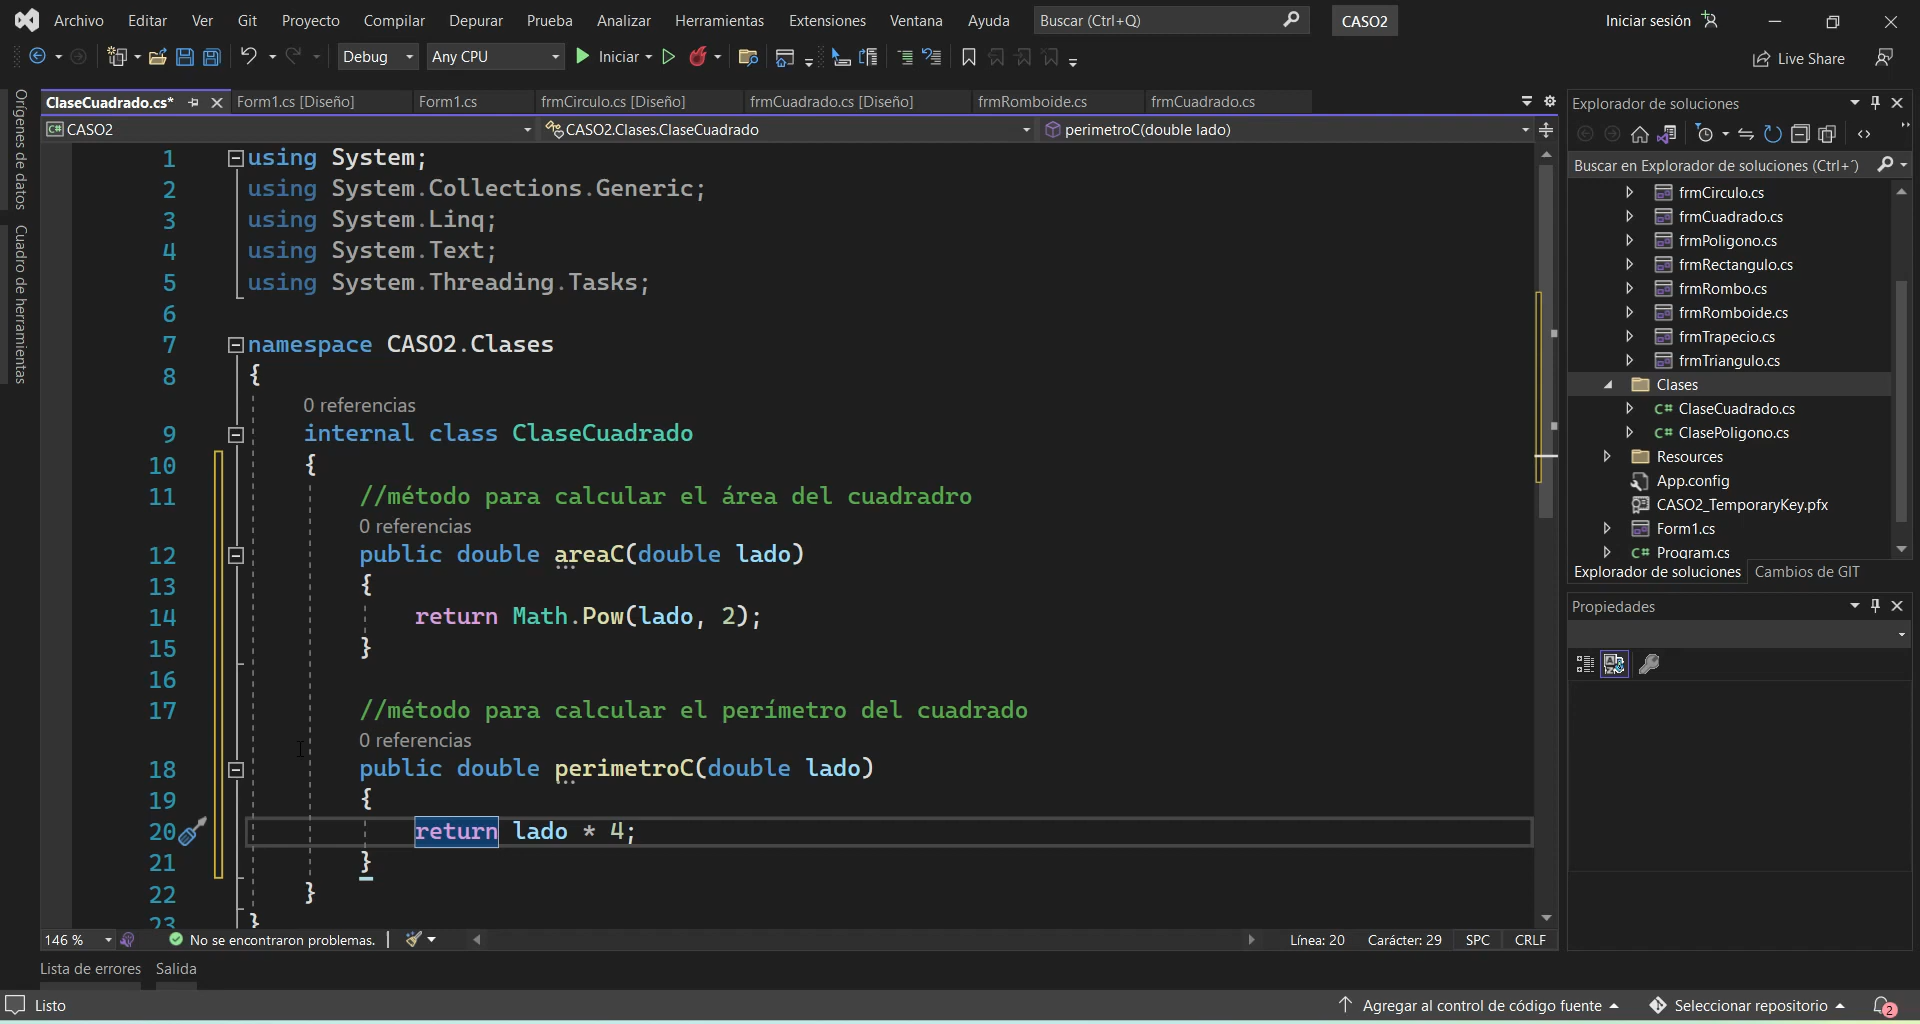 Archivo Editar Ver Git Proyecto Compilar Depurar Prueba Analizar Herramientas Extensiones Ventana Ayuda Buscar (Ctrl+Q) CASO2 Iniciar sesión
Debug Any CPU Iniciar Live Share
Orígenes de datos
Cuadro de herramientas
ClaseCuadrado.cs* Form1.cs [Diseño] Form1.cs frmCirculo.cs [Diseño] frmCuadrado.cs [Diseño] frmRomboide.cs frmCuadrado.cs
C# CASO2 CASO2.Clases.ClaseCuadrado perimetroC(double lado)
1 using System;
2 using System.Collections.Generic;
3 using System.Linq;
4 using System.Text;
5 using System.Threading.Tasks;
6
7 namespace CASO2.Clases
8 {
0 referencias
9 internal class ClaseCuadrado
10 {
11 //método para calcular el área del cuadradro
0 referencias
12 public double areaC(double lado)
13 {
14 return Math.Pow(lado, 2);
15 }
16
17 //método para calcular el perímetro del cuadrado
0 referencias
18 public double perimetroC(double lado)
19 {
20 return lado * 4;
21 }
22 }
23 }
146 % No se encontraron problemas. Línea: 20 Carácter: 29 SPC CRLF
Lista de errores Salida
Explorador de soluciones
Buscar en Explorador de soluciones (Ctrl+´)
frmCirculo.cs
frmCuadrado.cs
frmPoligono.cs
frmRectangulo.cs
frmRombo.cs
frmRomboide.cs
frmTrapecio.cs
frmTriangulo.cs
Clases
C# ClaseCuadrado.cs
C# ClasePoligono.cs
Resources
App.config
CASO2_TemporaryKey.pfx
Form1.cs
C# Program.cs
Explorador de soluciones Cambios de GIT
Propiedades
Listo Agregar al control de código fuente Seleccionar repositorio 2